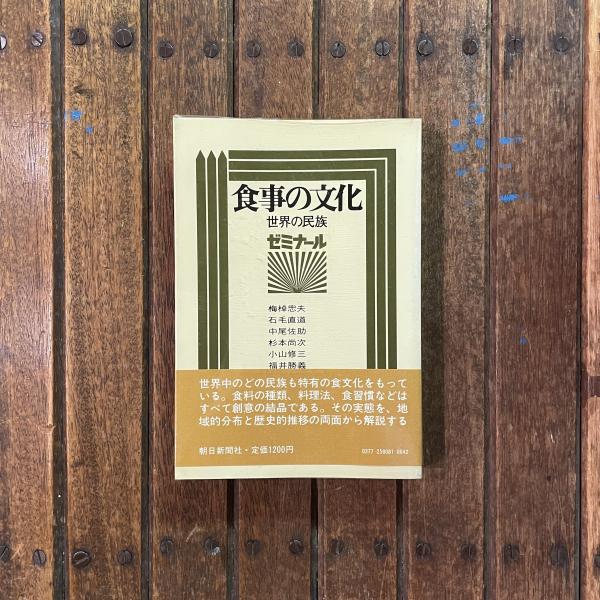 食事の文化
世界の民族
ゼミナール
梅棹忠夫
石毛直道
中尾佐助
杉本尚次
小山修三
福井勝義
世界中のどの民族も特有の食文化をもって
いる。食料の種類、料理法、食習慣などは
すべて創意の結晶である。その実態を、地
域的分布と歴史的推移の両面から解説する
朝日新聞社・定価1200円
0377-258081-0042